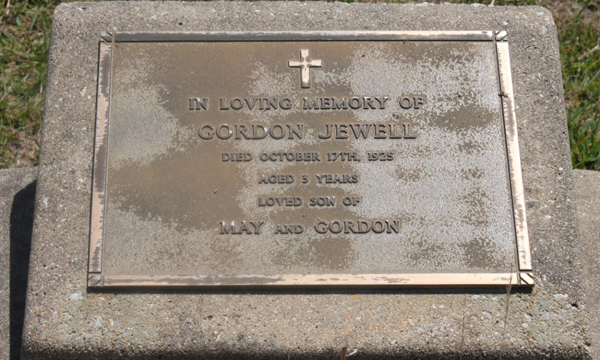 IN LOVING MEMORY OF
GORDON JEWELL
DIED OCTOBER 17TH, 1925
AGED 3 YEARS
LOVED SON OF
MAY AND GORDON